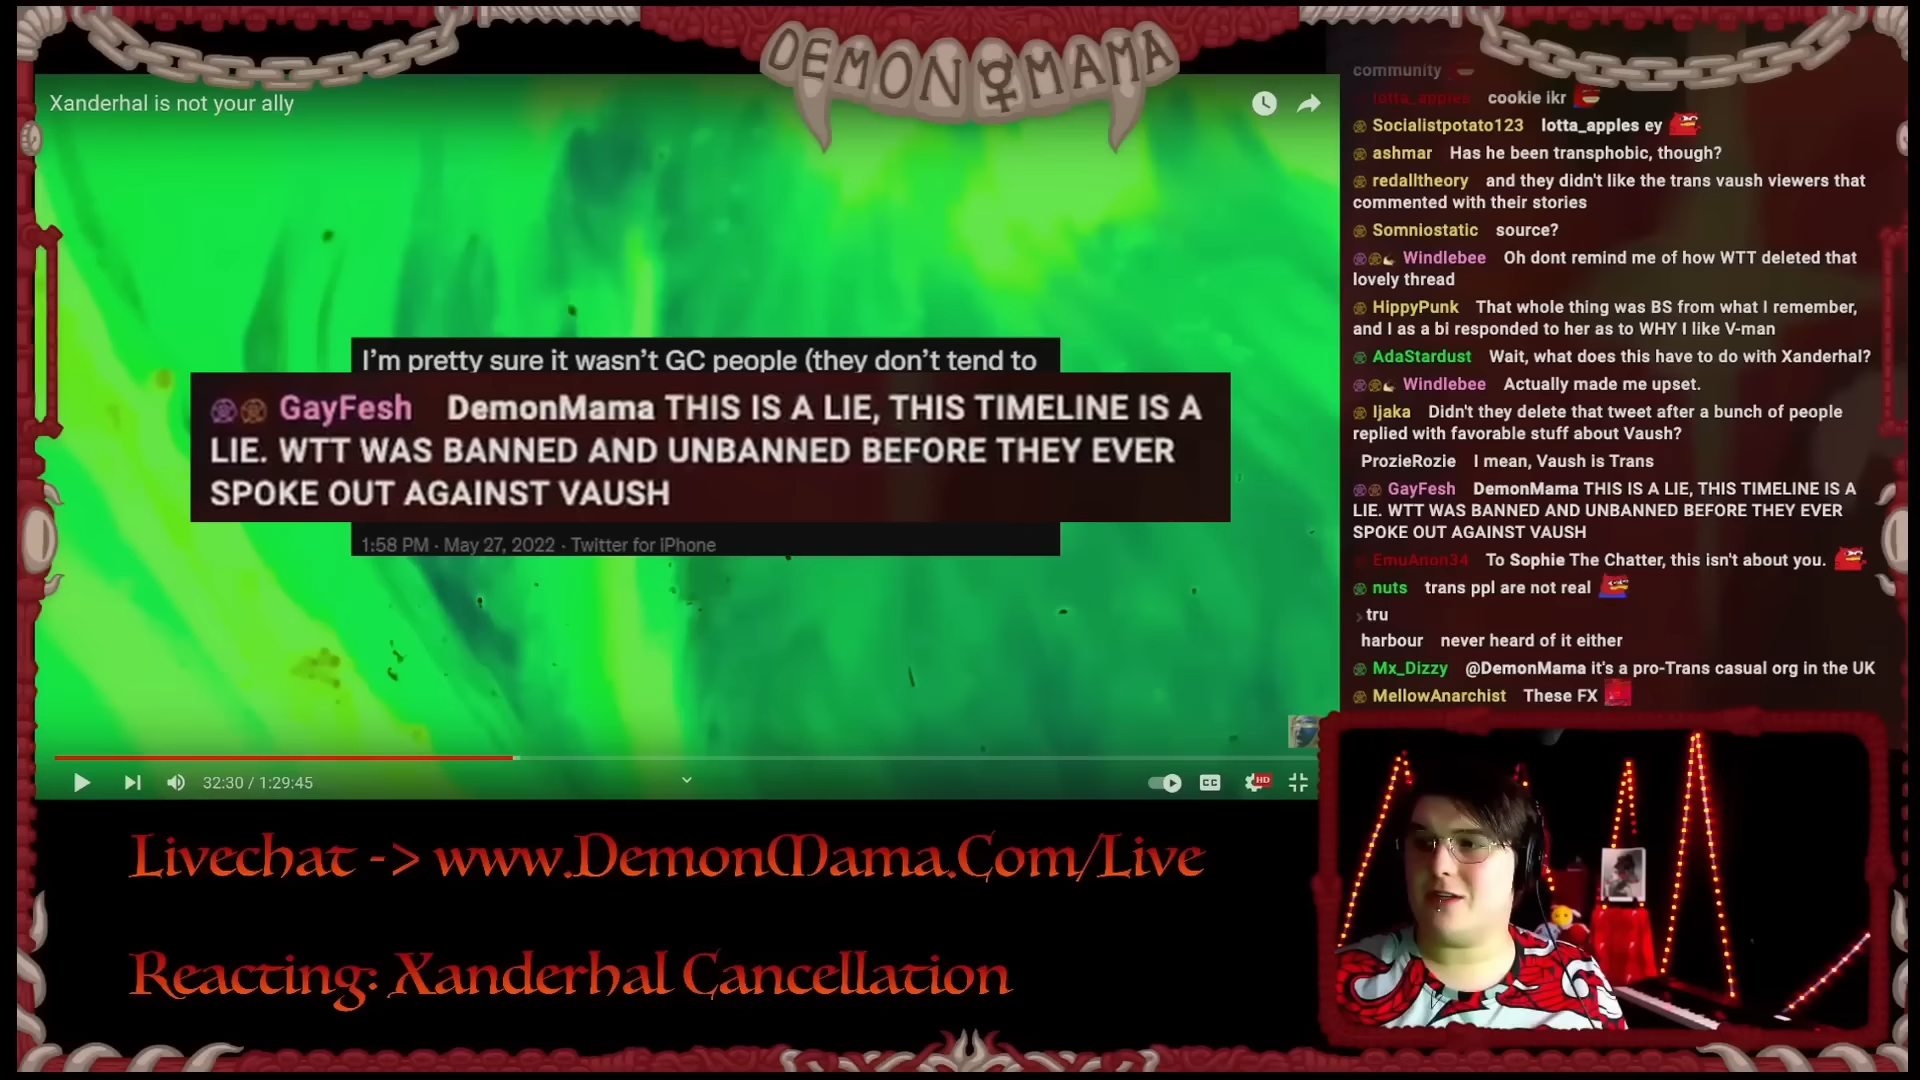 DEMON MAMA
Xanderhal is not your ally
I'm pretty sure it wasn't GC people (they don't tend to
GayFesh DemonMama THIS IS A LIE, THIS TIMELINE IS A
LIE. WTT WAS BANNED AND UNBANNED BEFORE THEY EVER
SPOKE OUT AGAINST VAUSH
1:58 PM · May 27, 2022 · Twitter for iPhone
32:30 / 1:29:45
CC
HD
community
lotta_apples cookie ikr
Socialistpotato123 lotta_apples ey
ashmar Has he been transphobic, though?
redalltheory and they didn't like the trans vaush viewers that
commented with their stories
Somniostatic source?
Windlebee Oh dont remind me of how WTT deleted that
lovely thread
HippyPunk That whole thing was BS from what I remember,
and I as a bi responded to her as to WHY I like V-man
AdaStardust Wait, what does this have to do with Xanderhal?
Windlebee Actually made me upset.
Ijaka Didn't they delete that tweet after a bunch of people
replied with favorable stuff about Vaush?
ProzieRozie I mean, Vaush is Trans
GayFesh DemonMama THIS IS A LIE, THIS TIMELINE IS A
LIE. WTT WAS BANNED AND UNBANNED BEFORE THEY EVER
SPOKE OUT AGAINST VAUSH
EmuAnon34 To Sophie The Chatter, this isn't about you.
nuts trans ppl are not real
> tru
harbour never heard of it either
Mx_Dizzy @DemonMama it's a pro-Trans casual org in the UK
MellowAnarchist These FX
Livechat -> www.DemonMama.Com/Live
Reacting: Xanderhal Cancellation